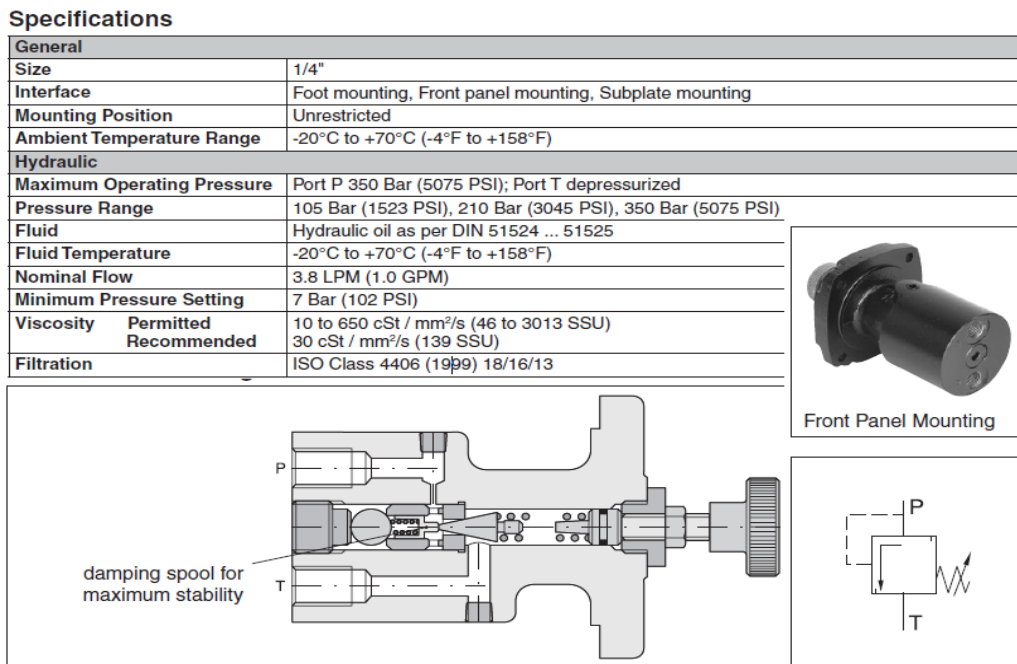 Specifications
General
Size 1/4"
Interface Foot mounting, Front panel mounting, Subplate mounting
Mounting Position Unrestricted
Ambient Temperature Range -20°C to +70°C (-4°F to +158°F)
Hydraulic
Maximum Operating Pressure Port P 350 Bar (5075 PSI); Port T depressurized
Pressure Range 105 Bar (1523 PSI), 210 Bar (3045 PSI), 350 Bar (5075 PSI)
Fluid Hydraulic oil as per DIN 51524 ... 51525
Fluid Temperature -20°C to +70°C (-4°F to +158°F)
Nominal Flow 3.8 LPM (1.0 GPM)
Minimum Pressure Setting 7 Bar (102 PSI)
Viscosity Permitted 10 to 650 cSt / mm²/s (46 to 3013 SSU)
Recommended 30 cSt / mm²/s (139 SSU)
Filtration ISO Class 4406 (1999) 18/16/13
Front Panel Mounting
P
T
damping spool for
maximum stability
P
T